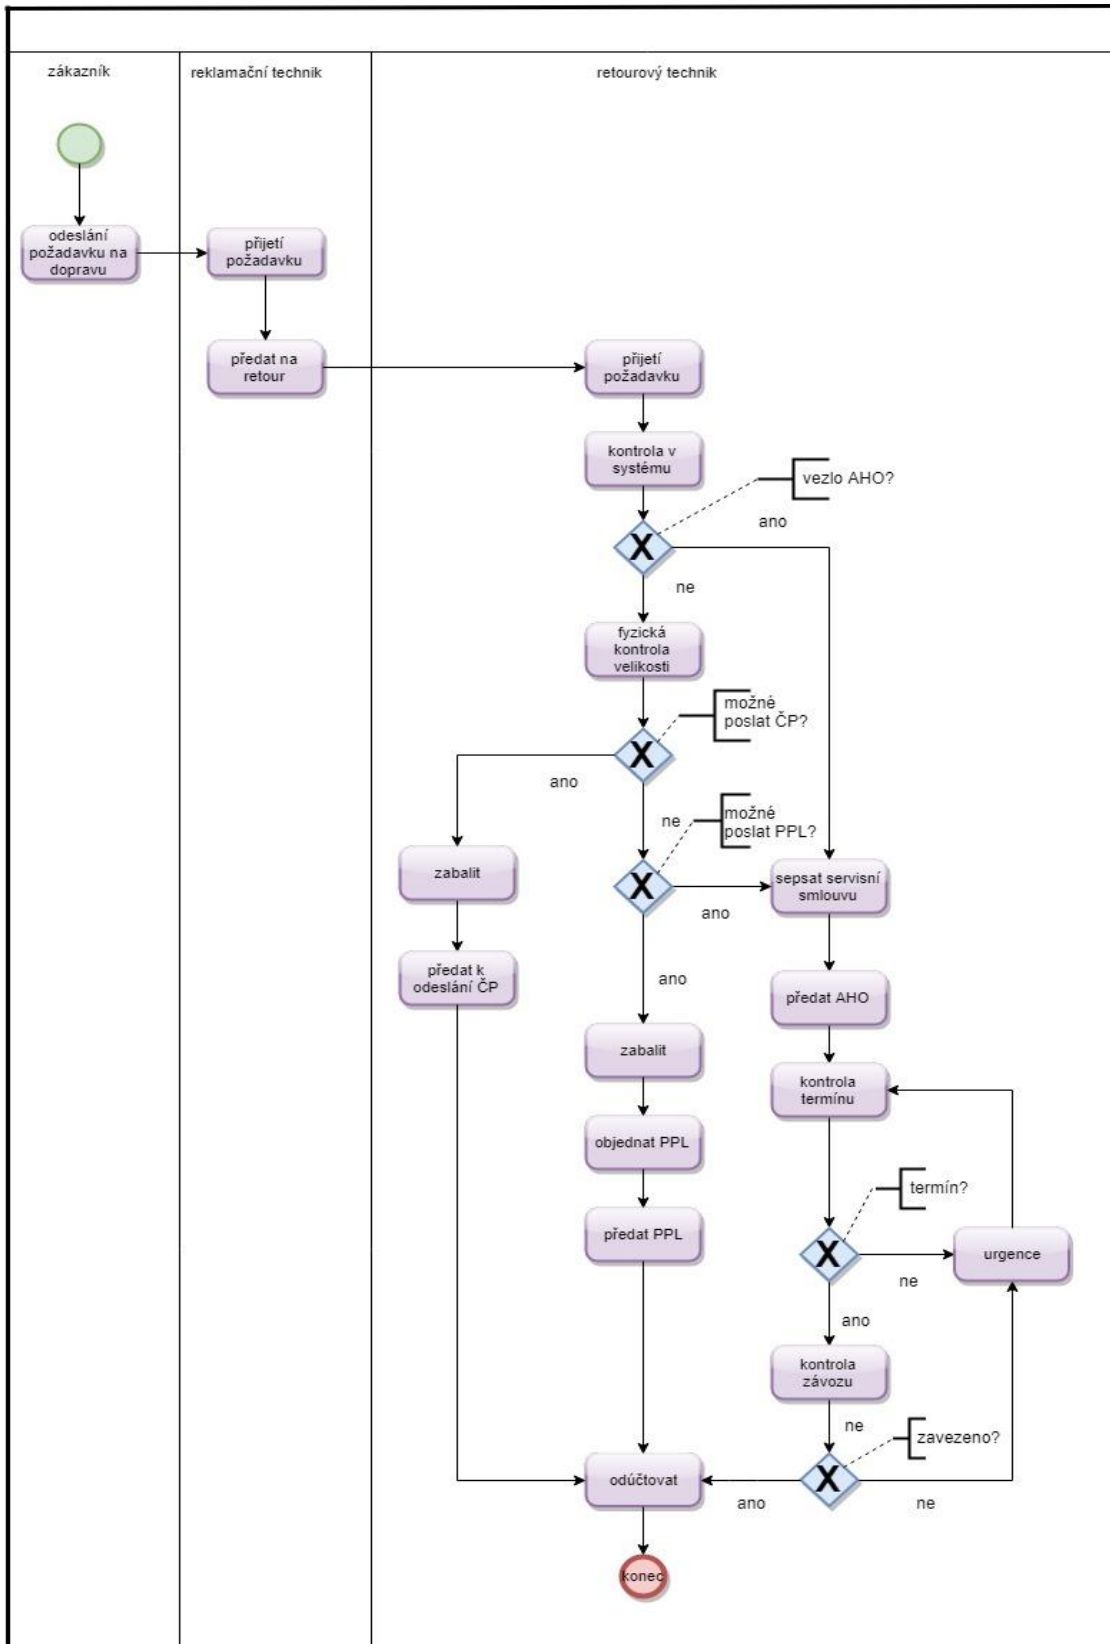 zákazník
reklamační technik
retourový technik
odeslání
požadavku na
dopravu
přijetí
požadavku
předat na
retour
přijetí
požadavku
kontrola v
systému
vezlo AHO?
ano
X
ne
fyzická
kontrola
velikosti
možné
poslat ČP?
X
ano
ne
možné
poslat PPL?
zabalit
X
ano
sepsat servisní
smlouvu
předat k
odeslání ČP
ano
předat AHO
zabalit
kontrola
termínu
objednat PPL
termín?
předat PPL
X
ne
urgence
ano
kontrola
závozu
ne
zavezeno?
odúčtovat
ano
X
ne
konec